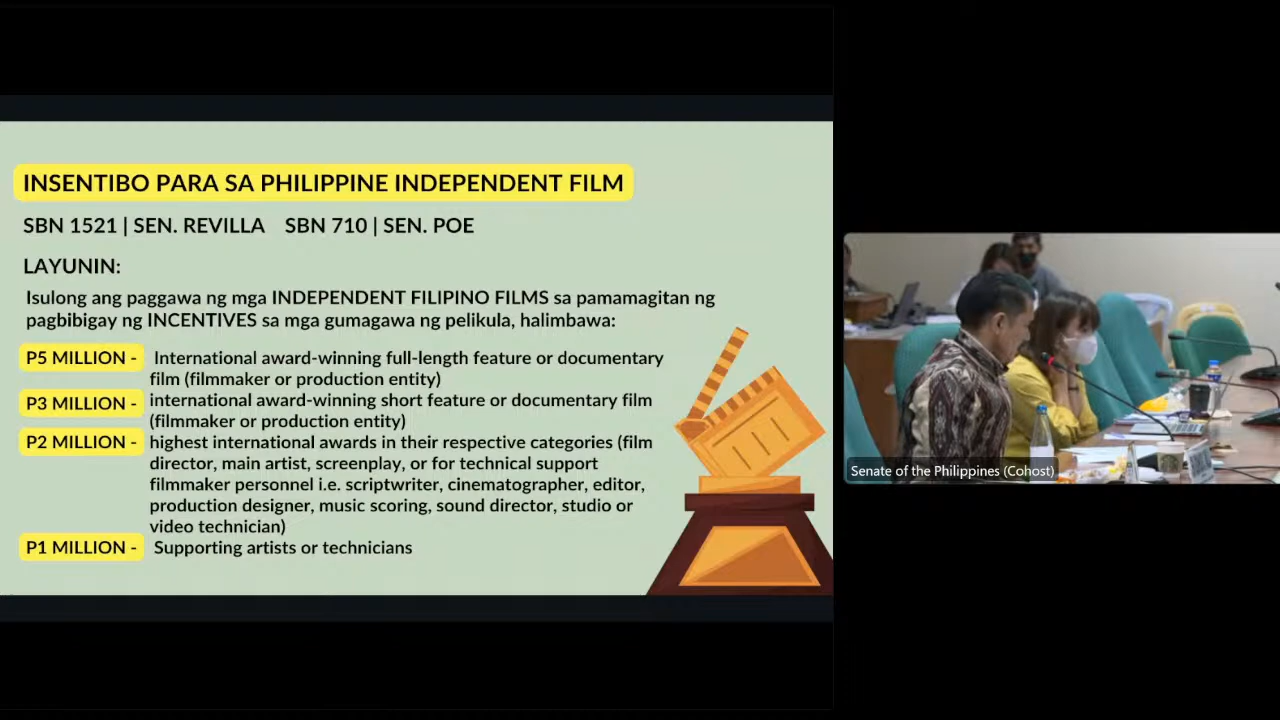 INSENTIBO PARA SA PHILIPPINE INDEPENDENT FILM
SBN 1521 | SEN. REVILLA SBN 710 | SEN. POE
LAYUNIN:
Isulong ang paggawa ng mga INDEPENDENT FILIPINO FILMS sa pamamagitan ng
pagbibigay ng INCENTIVES sa mga gumagawa ng pelikula, halimbawa:
P5 MILLION - International award-winning full-length feature or documentary
film (filmmaker or production entity)
P3 MILLION - international award-winning short feature or documentary film
(filmmaker or production entity)
P2 MILLION - highest international awards in their respective categories (film
director, main artist, screenplay, or for technical support
filmmaker personnel i.e. scriptwriter, cinematographer, editor,
production designer, music scoring, sound director, studio or
video technician)
P1 MILLION - Supporting artists or technicians
Senate of the Philippines (Cohost)